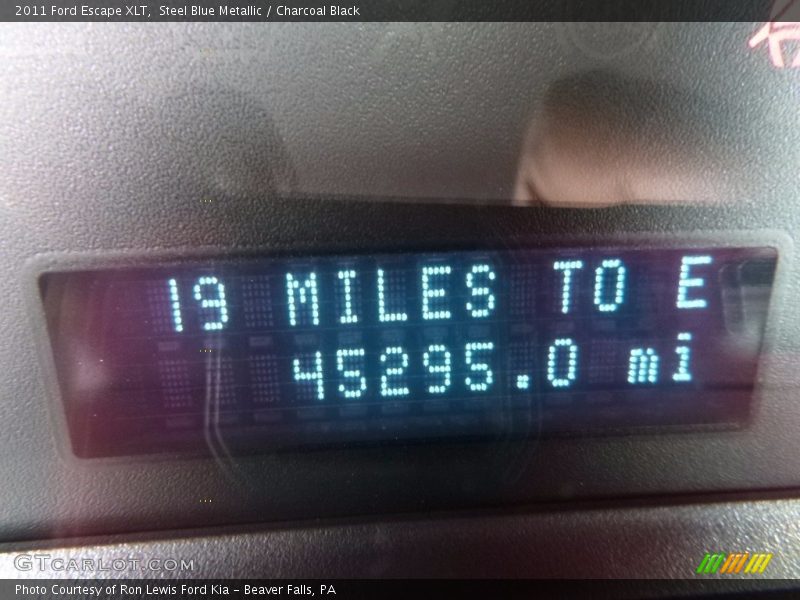 2011 Ford Escape XLT, Steel Blue Metallic / Charcoal Black
19 MILES TO E
45295.0 mi
GTCARLOT.COM
Photo Courtesy of Ron Lewis Ford Kia - Beaver Falls, PA